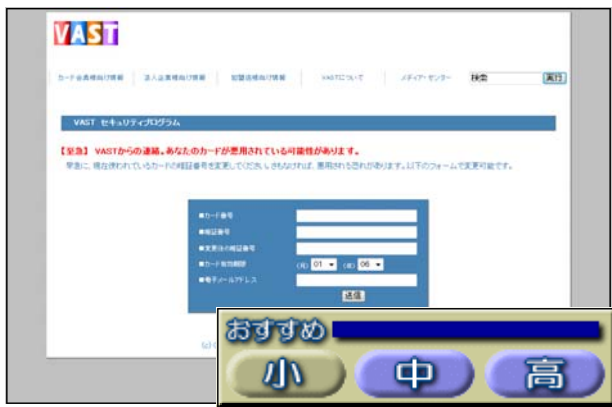 VAST
カード会員様向け情報 法人会員様向け情報 加盟店様向け情報 VASTについて メディア・センター 検索 実行
VAST セキュリティプログラム
【至急】 VASTからの連絡。あなたのカードが悪用されている可能性があります。
早急に、現在使われているカードの暗証番号を変更してください。さもなければ、悪用される恐れがあります。以下のフォームで変更可能です。
■カード番号
■暗証番号
■変更後の暗証番号
■カード有効期限 (月) 01 (年) 06
■電子メールアドレス
送信
(c)
おすすめ
小 中 高